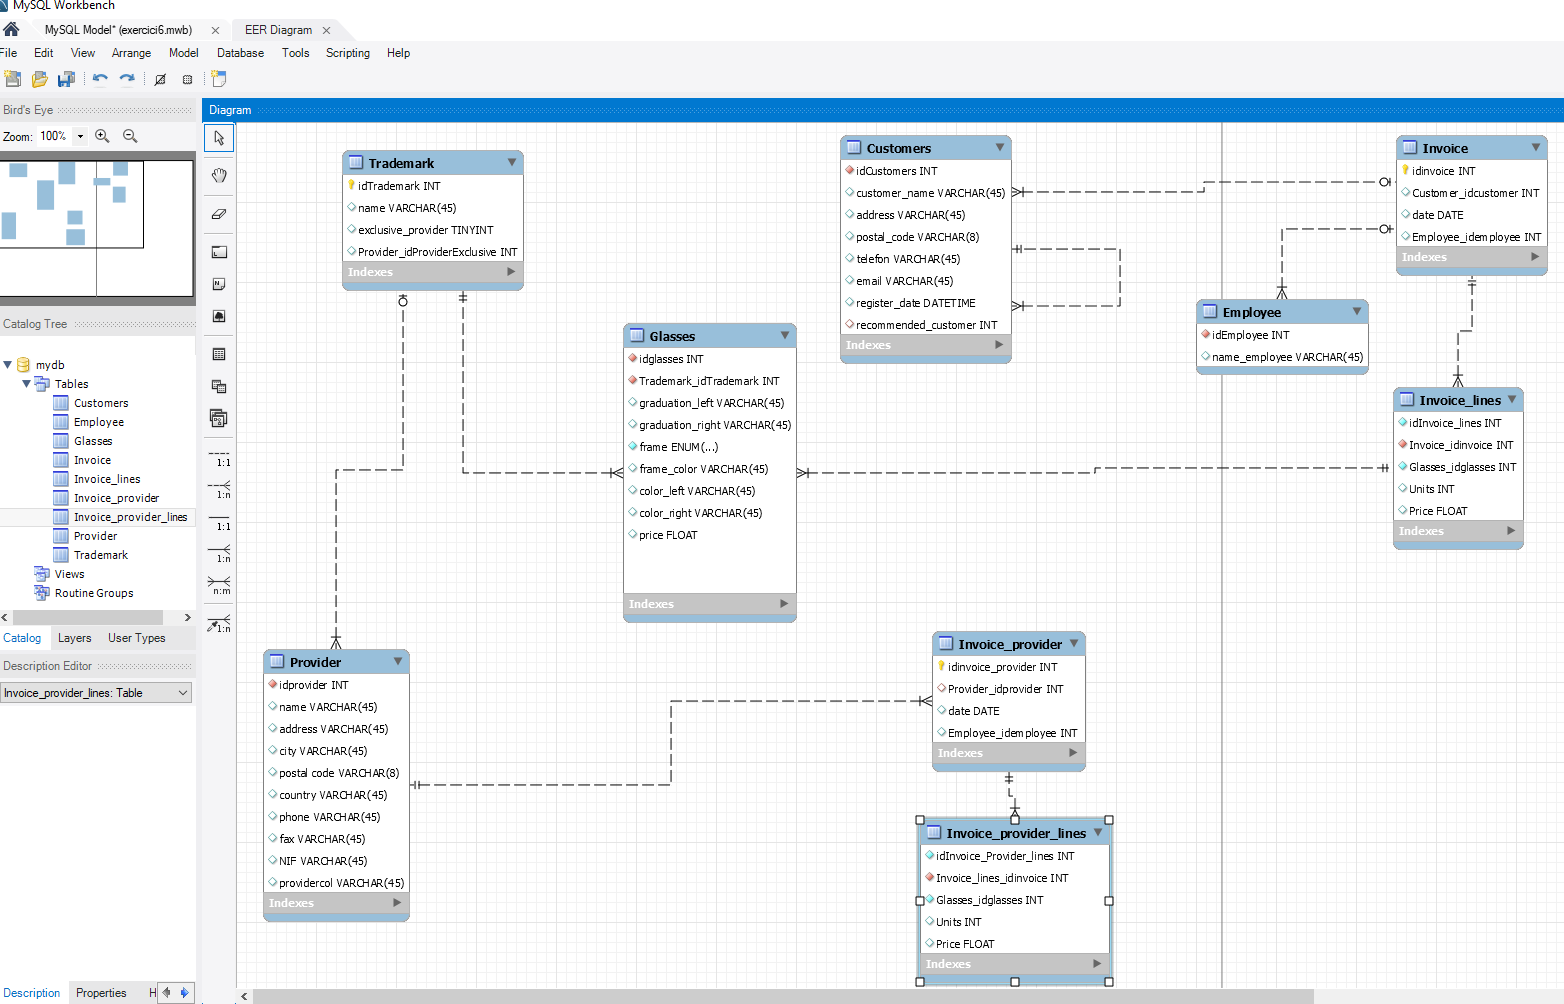 MySQL Workbench
MySQL Model* (exercici6.mwb)
EER Diagram
File Edit View Arrange Model Database Tools Scripting Help
Bird's Eye
Zoom: 100%
Catalog Tree
mydb
Tables
Customers
Employee
Glasses
Invoice
Invoice_lines
Invoice_provider
Invoice_provider_lines
Provider
Trademark
Views
Routine Groups
Catalog Layers User Types
Description Editor
Invoice_provider_lines: Table
Description Properties H
Diagram
1:1
1:n
1:1
1:n
n:m
1:n
Trademark
idTrademark INT
name VARCHAR(45)
exclusive_provider TINYINT
Provider_idProviderExclusive INT
Indexes
Glasses
idglasses INT
Trademark_idTrademark INT
graduation_left VARCHAR(45)
graduation_right VARCHAR(45)
frame ENUM(...)
frame_color VARCHAR(45)
color_left VARCHAR(45)
color_right VARCHAR(45)
price FLOAT
Indexes
Customers
idCustomers INT
customer_name VARCHAR(45)
address VARCHAR(45)
postal_code VARCHAR(8)
telefon VARCHAR(45)
email VARCHAR(45)
register_date DATETIME
recommended_customer INT
Indexes
Invoice
idinvoice INT
Customer_idcustomer INT
date DATE
Employee_idemployee INT
Indexes
Employee
idEmployee INT
name_employee VARCHAR(45)
Invoice_lines
idInvoice_lines INT
Invoice_idinvoice INT
Glasses_idglasses INT
Units INT
Price FLOAT
Indexes
Provider
idprovider INT
name VARCHAR(45)
address VARCHAR(45)
city VARCHAR(45)
postal code VARCHAR(8)
country VARCHAR(45)
phone VARCHAR(45)
fax VARCHAR(45)
NIF VARCHAR(45)
providercol VARCHAR(45)
Indexes
Invoice_provider
idinvoice_provider INT
Provider_idprovider INT
date DATE
Employee_idemployee INT
Indexes
Invoice_provider_lines
idInvoice_Provider_lines INT
Invoice_lines_idinvoice INT
Glasses_idglasses INT
Units INT
Price FLOAT
Indexes